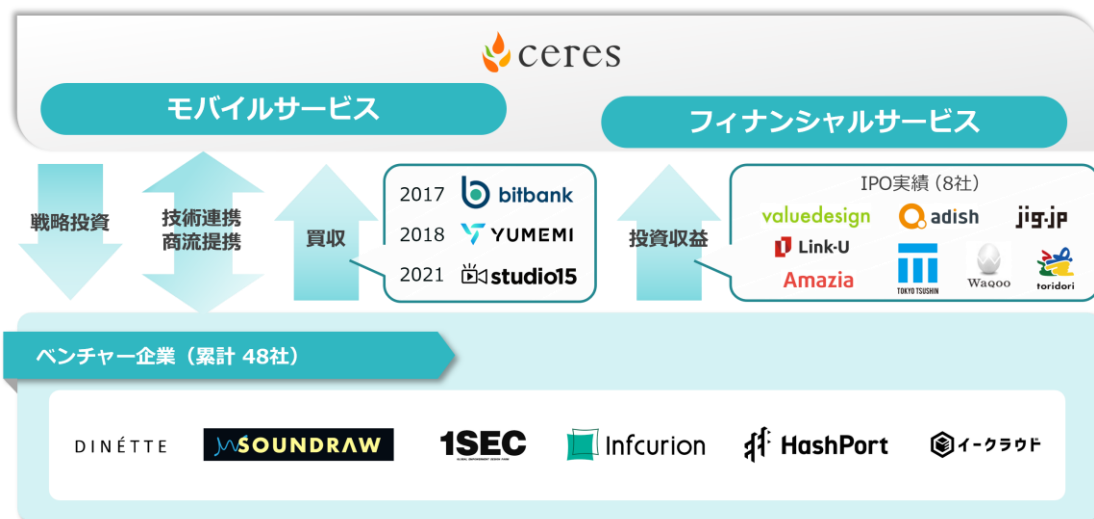 ceres
モバイルサービス
フィナンシャルサービス
戦略投資
技術連携
商流提携
買収
2017 bitbank
2018 YUMEMI
2021 studio15
投資収益
IPO実績（8社）
valuedesign
adish
jig.jp
Link-U
Amazia
TOKYO TSUSHIN
Waqoo
toridori
ベンチャー企業（累計 48社）
DINÉTTE
SOUNDRAW
1SEC
Infcurion
HashPort
イークラウド